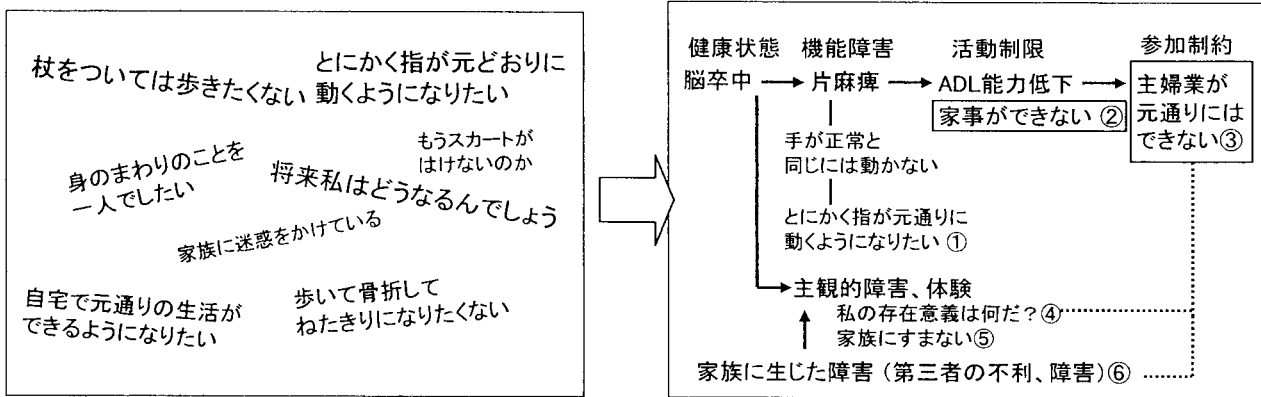 杖をついては歩きたくない
とにかく指が元どおりに
動くようになりたい
もうスカートが
はけないのか
身のまわりのことを
一人でしたい
将来私はどうなるんでしょう
家族に迷惑をかけている
自宅で元通りの生活が
できるようになりたい
歩いて骨折して
ねたきりになりたくない
健康状態 機能障害 活動制限 参加制約
脳卒中 片麻痺 ADL能力低下 主婦業が
家事ができない② 元通りには
できない③
手が正常と
同じには動かない
とにかく指が元通りに
動くようになりたい①
主観的障害、体験
私の存在意義は何だ?④
家族にすまない⑤
家族に生じた障害(第三者の不利、障害)⑥